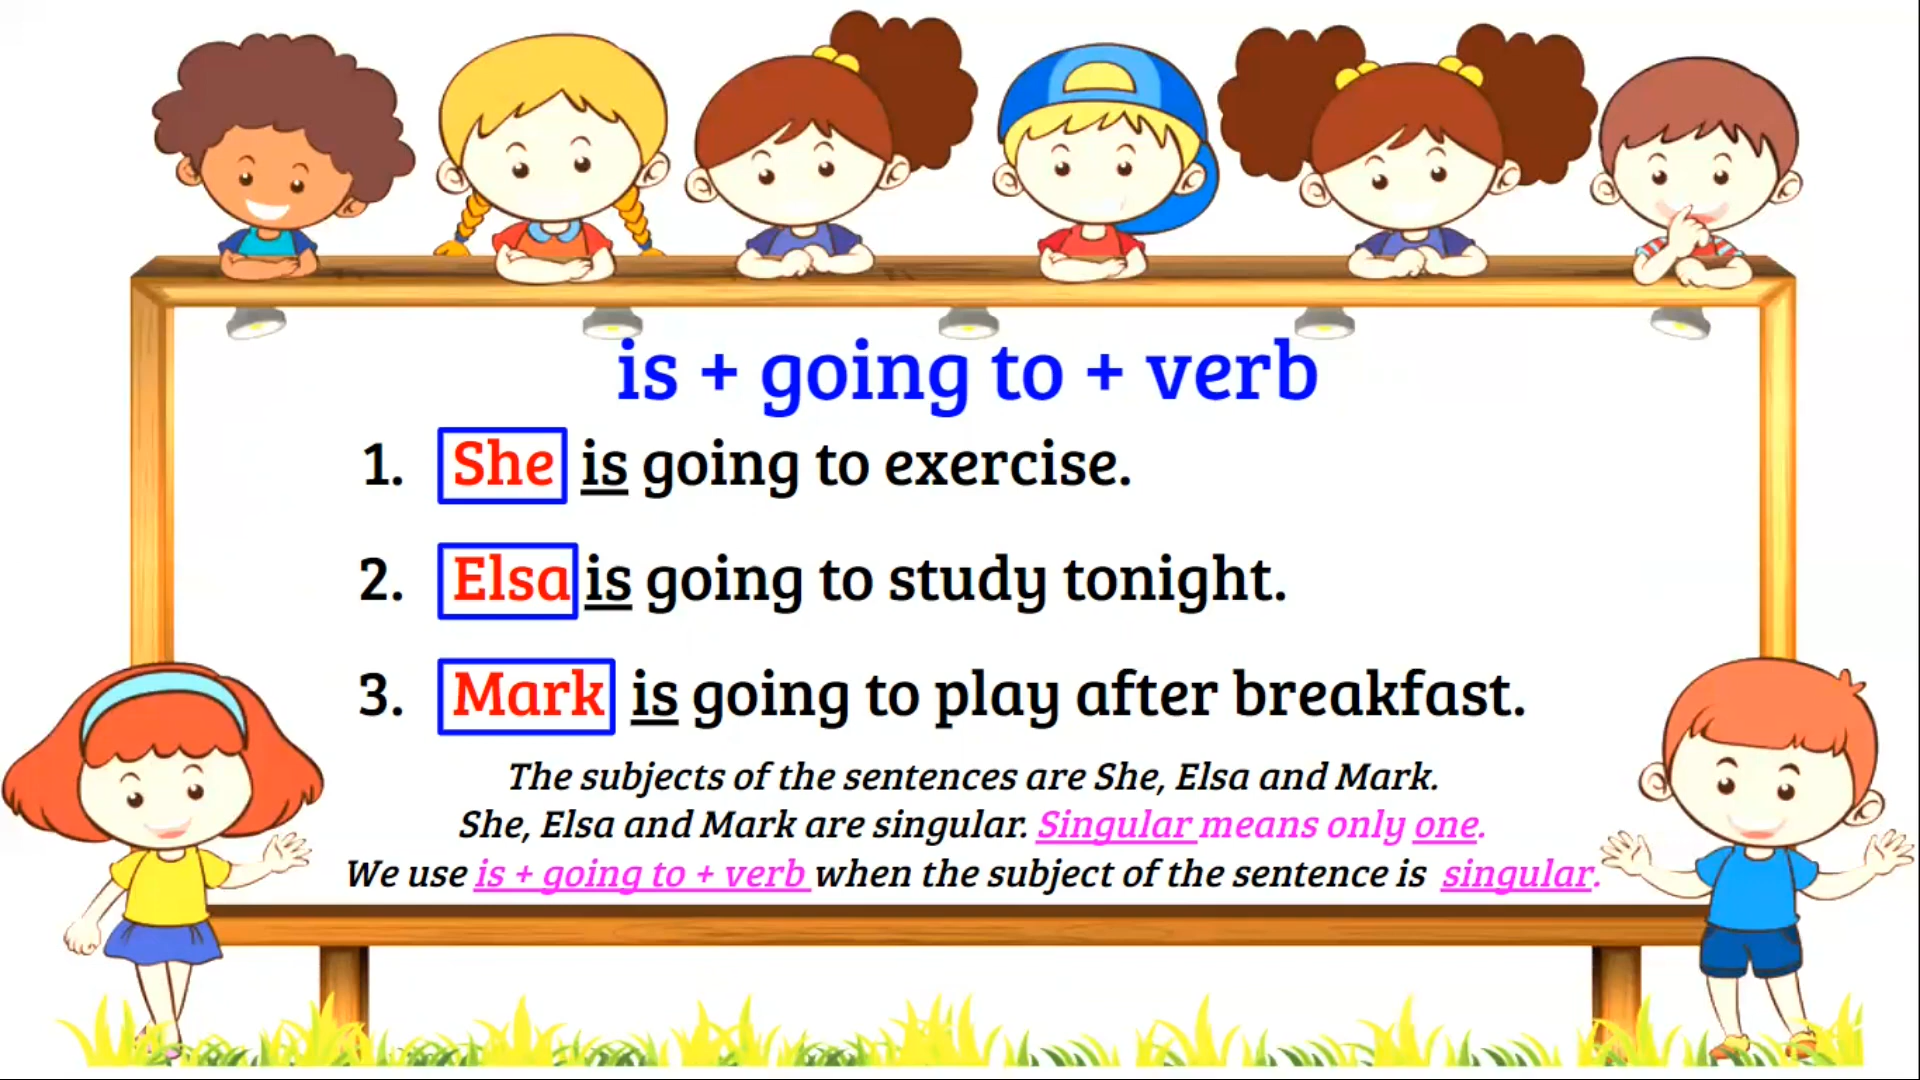 is + going to + verb
1. She is going to exercise.
2. Elsa is going to study tonight.
3. Mark is going to play after breakfast.
The subjects of the sentences are She, Elsa and Mark.
She, Elsa and Mark are singular. Singular means only one.
We use is + going to + verb when the subject of the sentence is singular.